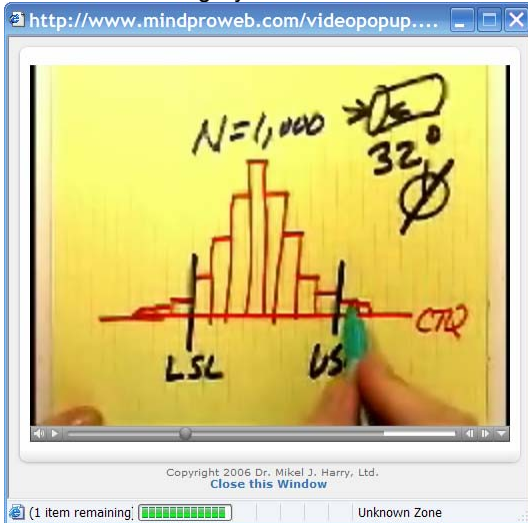 http://www.mindproweb.com/videopopup....
N=1,000
32°
CTQ
LSL
US
Copyright 2006 Dr. Mikel J. Harry, Ltd.
Close this Window
(1 item remaining)
Unknown Zone